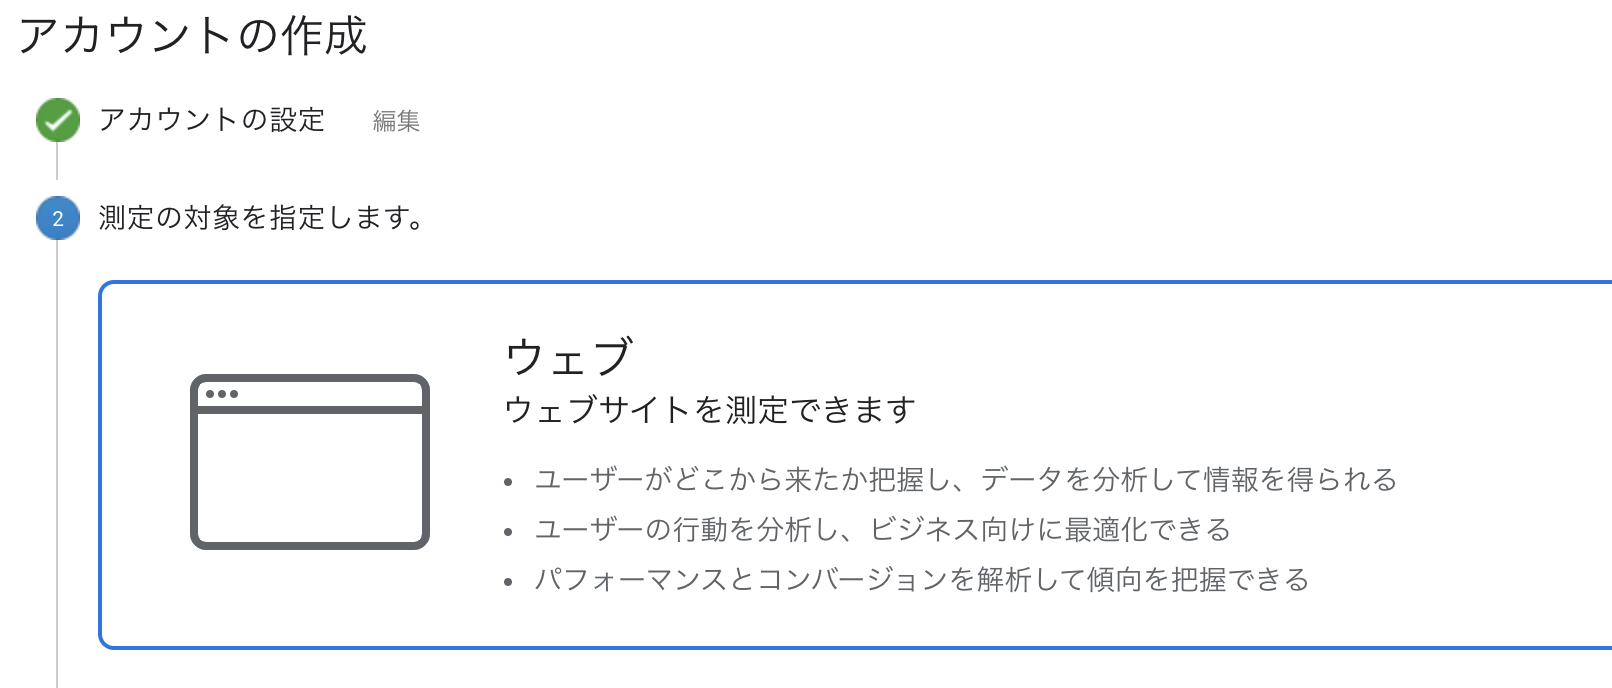 アカウントの作成
アカウントの設定 編集
2 測定の対象を指定します。
ウェブ
ウェブサイトを測定できます
• ユーザーがどこから来たか把握し、データを分析して情報を得られる
• ユーザーの行動を分析し、ビジネス向けに最適化できる
• パフォーマンスとコンバージョンを解析して傾向を把握できる